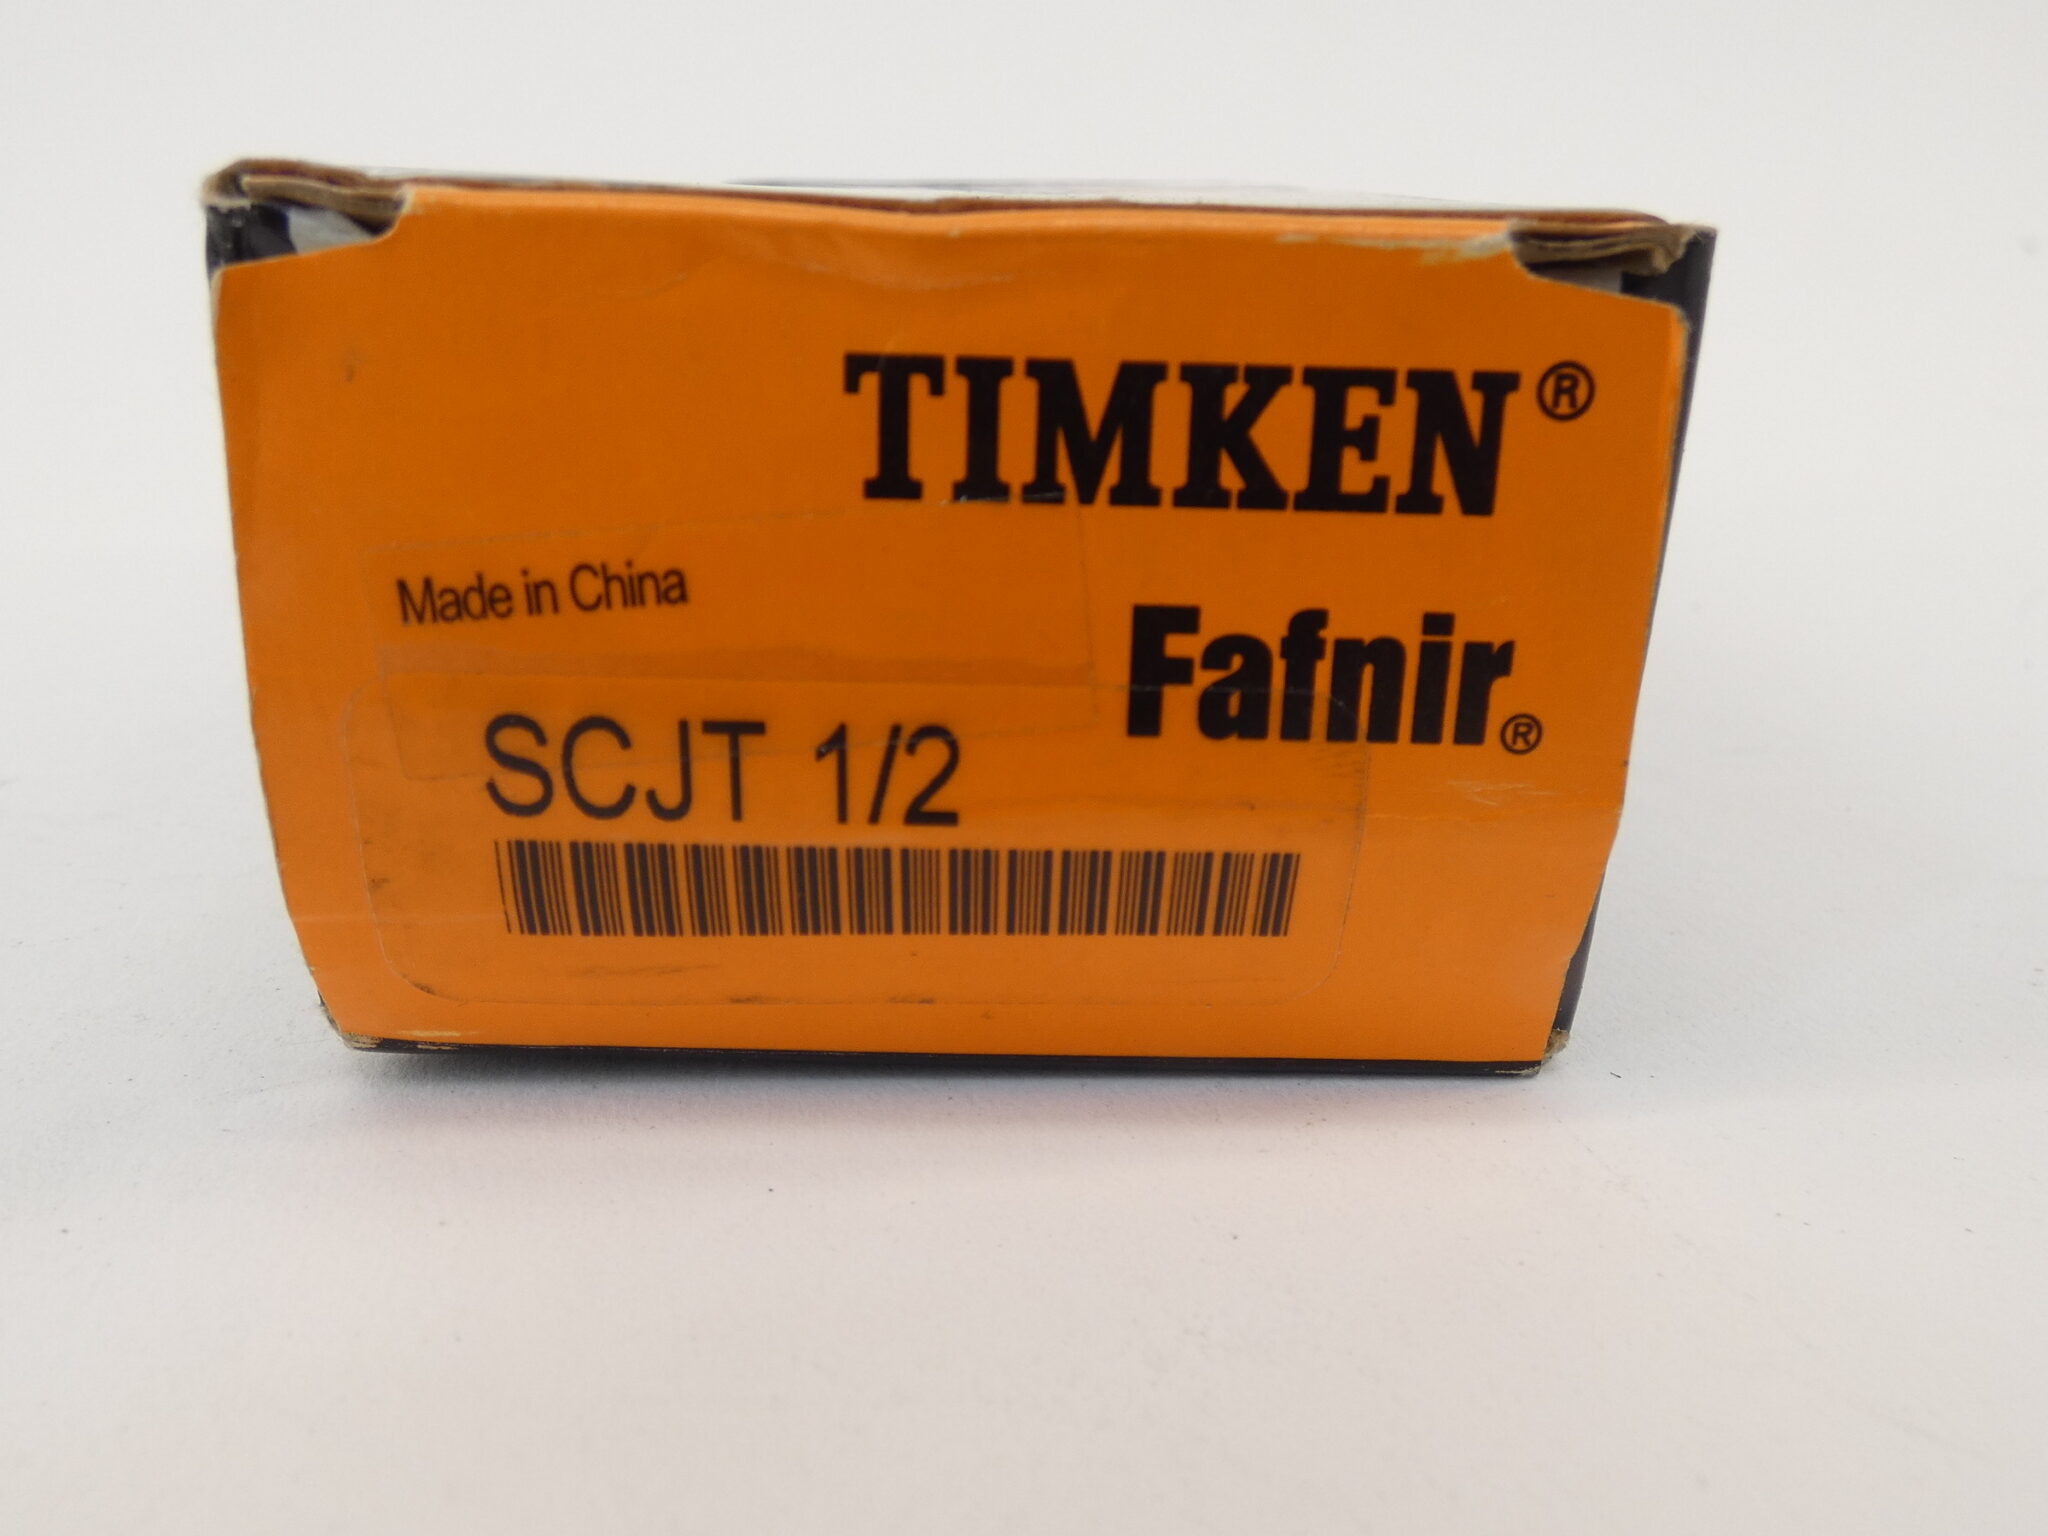 TIMKEN®
Made in China
Fafnir®
SCJT 1/2